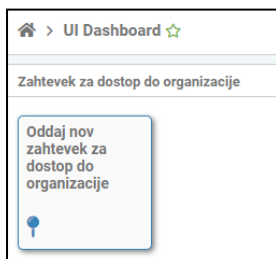 > UI Dashboard
Zahtevek za dostop do organizacije
Oddaj nov
zahtevek za
dostop do
organizacije